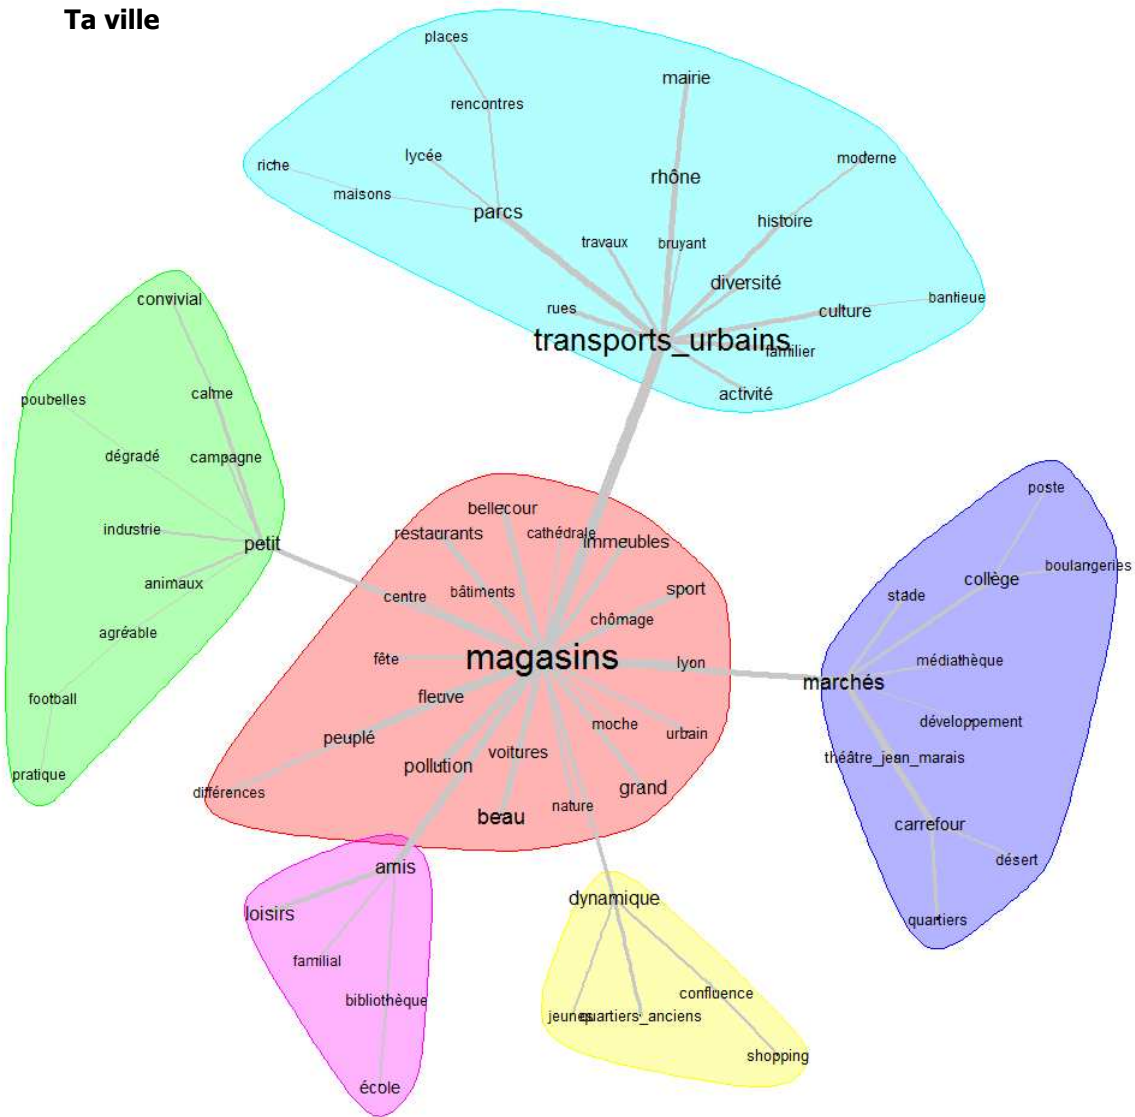 Ta ville
places
mairie
rencontres
lycée
moderne
riche
rhône
maisons
parcs
histoire
travaux
bruyant
diversité
banlieue
rues
culture
transports_urbains
familier
activité
convivial
calme
poubelles
dégradé
campagne
industrie
petit
animaux
agréable
football
pratique
bellecour
restaurants
cathédrale
immeubles
centre
bâtiments
sport
chômage
fête
magasins
lyon
fleuve
moche
peuplé
urbain
voitures
pollution
grand
différences
nature
beau
poste
boulangeries
collège
stade
médiathèque
marchés
développement
théâtre_jean_marais
carrefour
désert
quartiers
amis
loisirs
familial
bibliothèque
école
dynamique
confluence
jeunes
quartiers_anciens
shopping